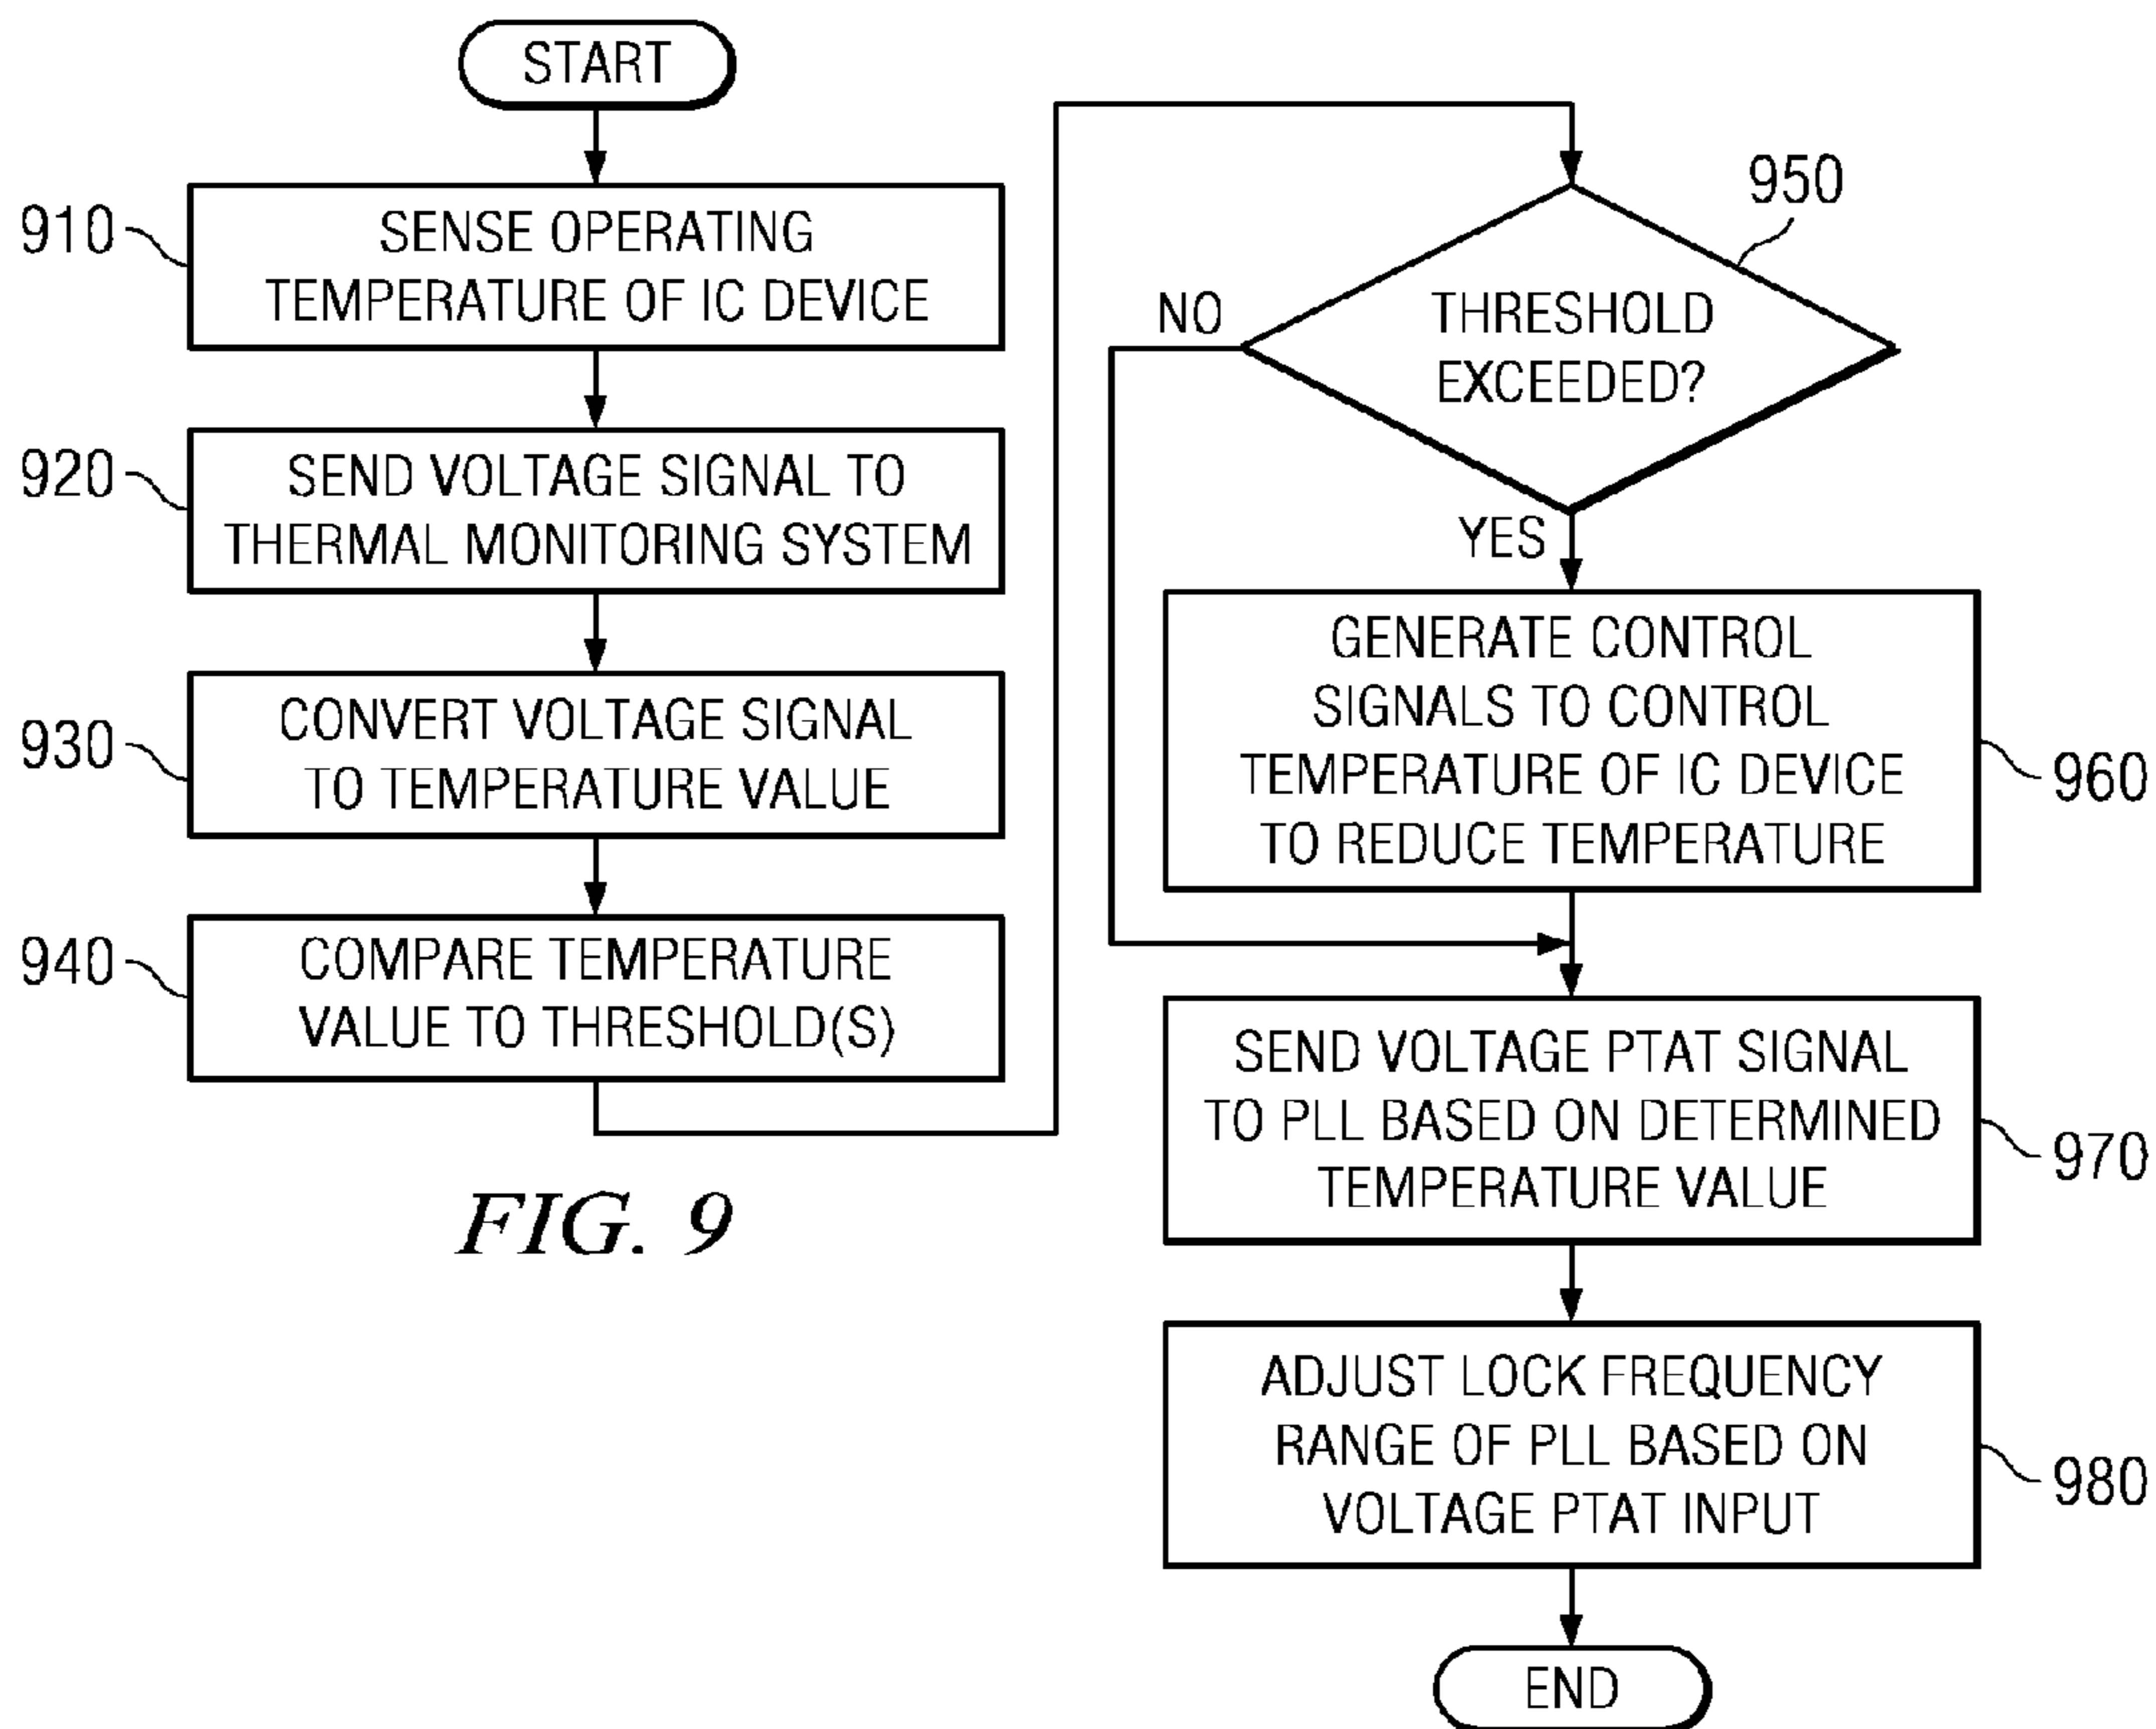 START
910
SENSE OPERATING
TEMPERATURE OF IC DEVICE
920
SEND VOLTAGE SIGNAL TO
THERMAL MONITORING SYSTEM
930
CONVERT VOLTAGE SIGNAL
TO TEMPERATURE VALUE
940
COMPARE TEMPERATURE
VALUE TO THRESHOLD(S)
950
THRESHOLD
EXCEEDED?
NO
YES
GENERATE CONTROL
SIGNALS TO CONTROL
TEMPERATURE OF IC DEVICE
TO REDUCE TEMPERATURE
960
SEND VOLTAGE PTAT SIGNAL
TO PLL BASED ON DETERMINED
TEMPERATURE VALUE
970
ADJUST LOCK FREQUENCY
RANGE OF PLL BASED ON
VOLTAGE PTAT INPUT
980
END
FIG. 9